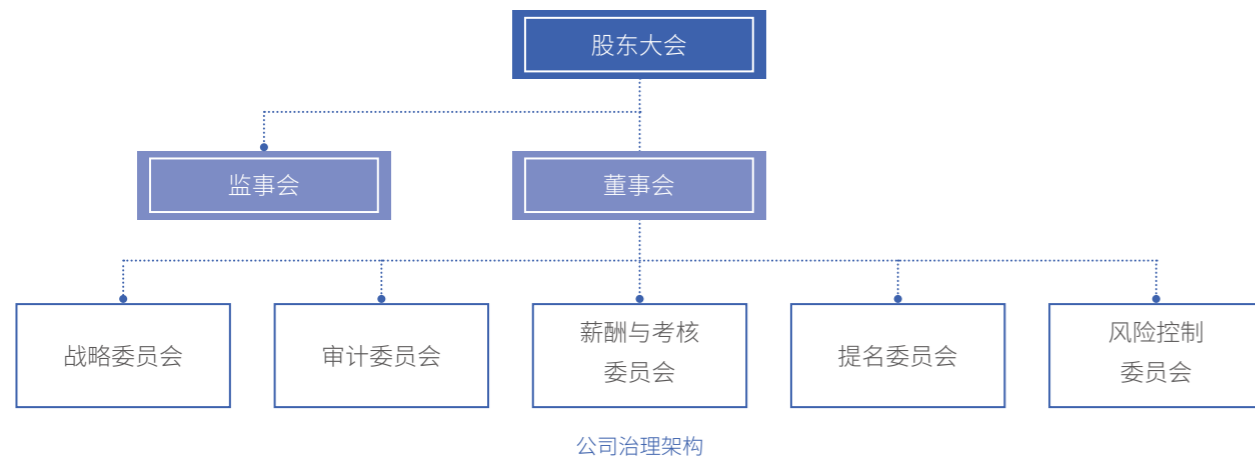 股东大会
监事会
董事会
战略委员会
审计委员会
薪酬与考核
委员会
提名委员会
风险控制
委员会
公司治理架构